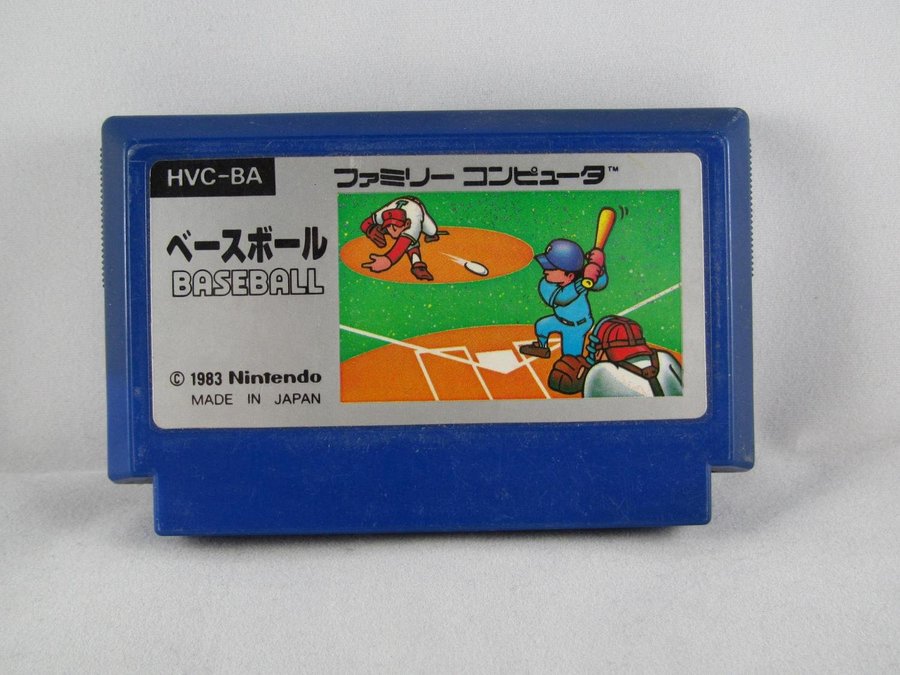 HVC-BA
ファミリー コンピュータ™
ベースボール
BASEBALL
© 1983 Nintendo
MADE IN JAPAN